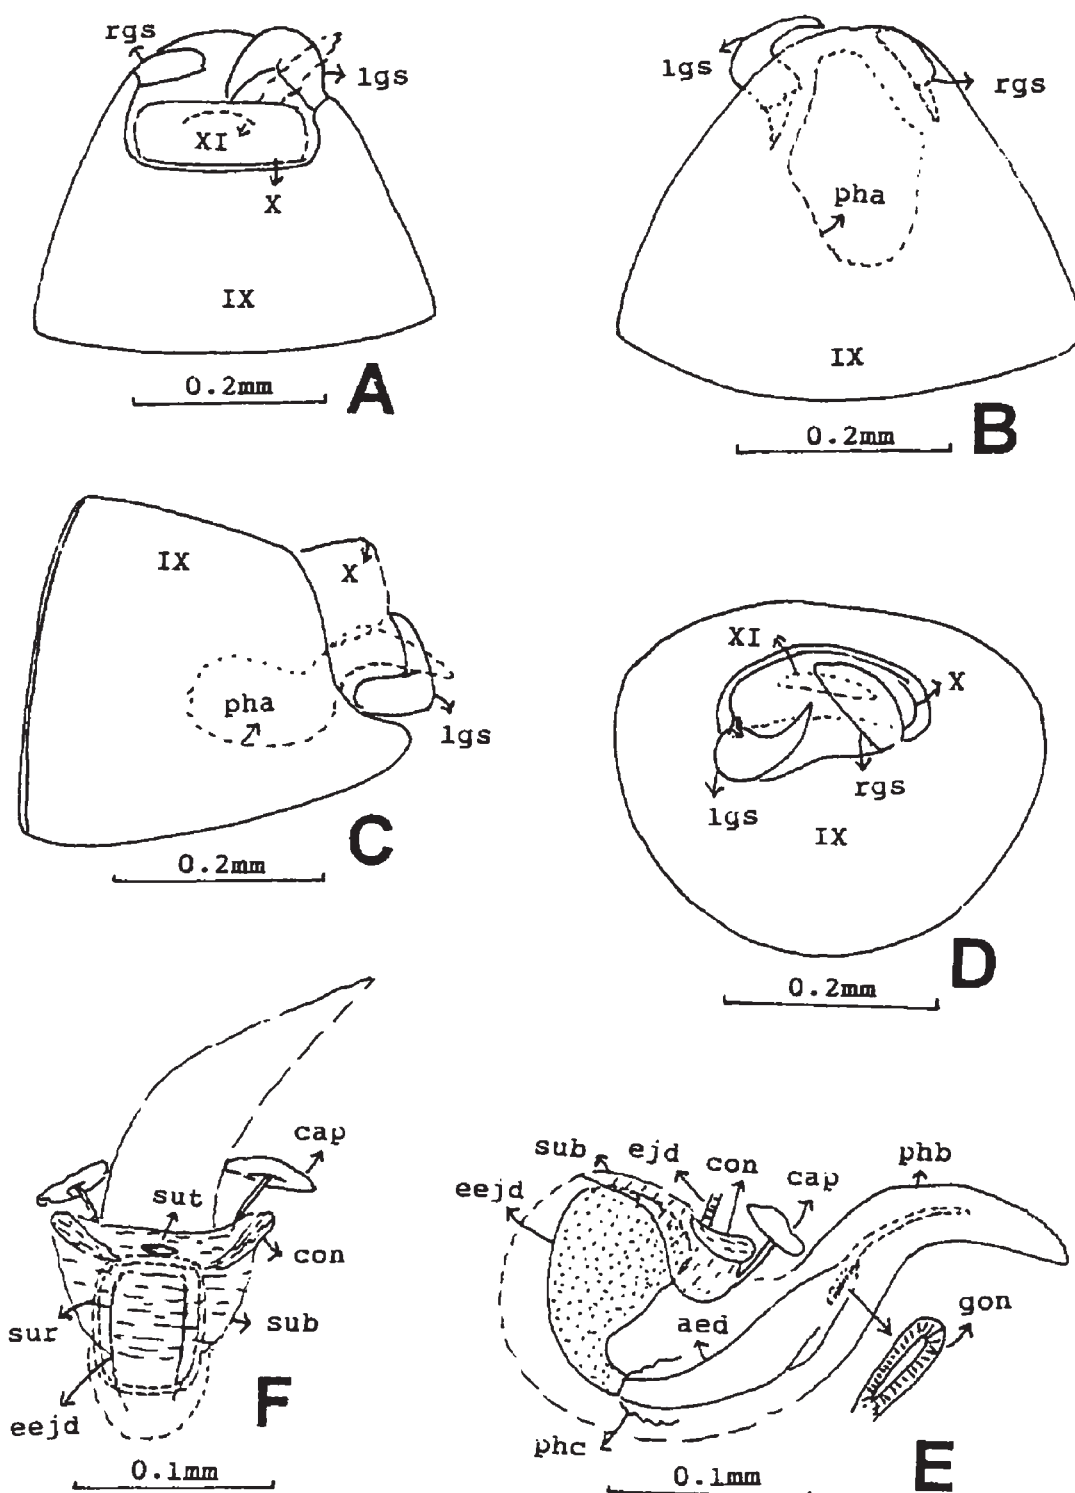 rgs
lgs
XI
X
IX
0.2mm
A
lgs
rgs
pha
IX
0.2mm
B
IX
X
pha
lgs
0.2mm
C
XI
X
rgs
lgs
IX
0.2mm
D
cap
sut
con
sur
sub
eejd
F
0.1mm
sub
ejd
con
cap
phb
eejd
aed
gon
phc
E
0.1mm